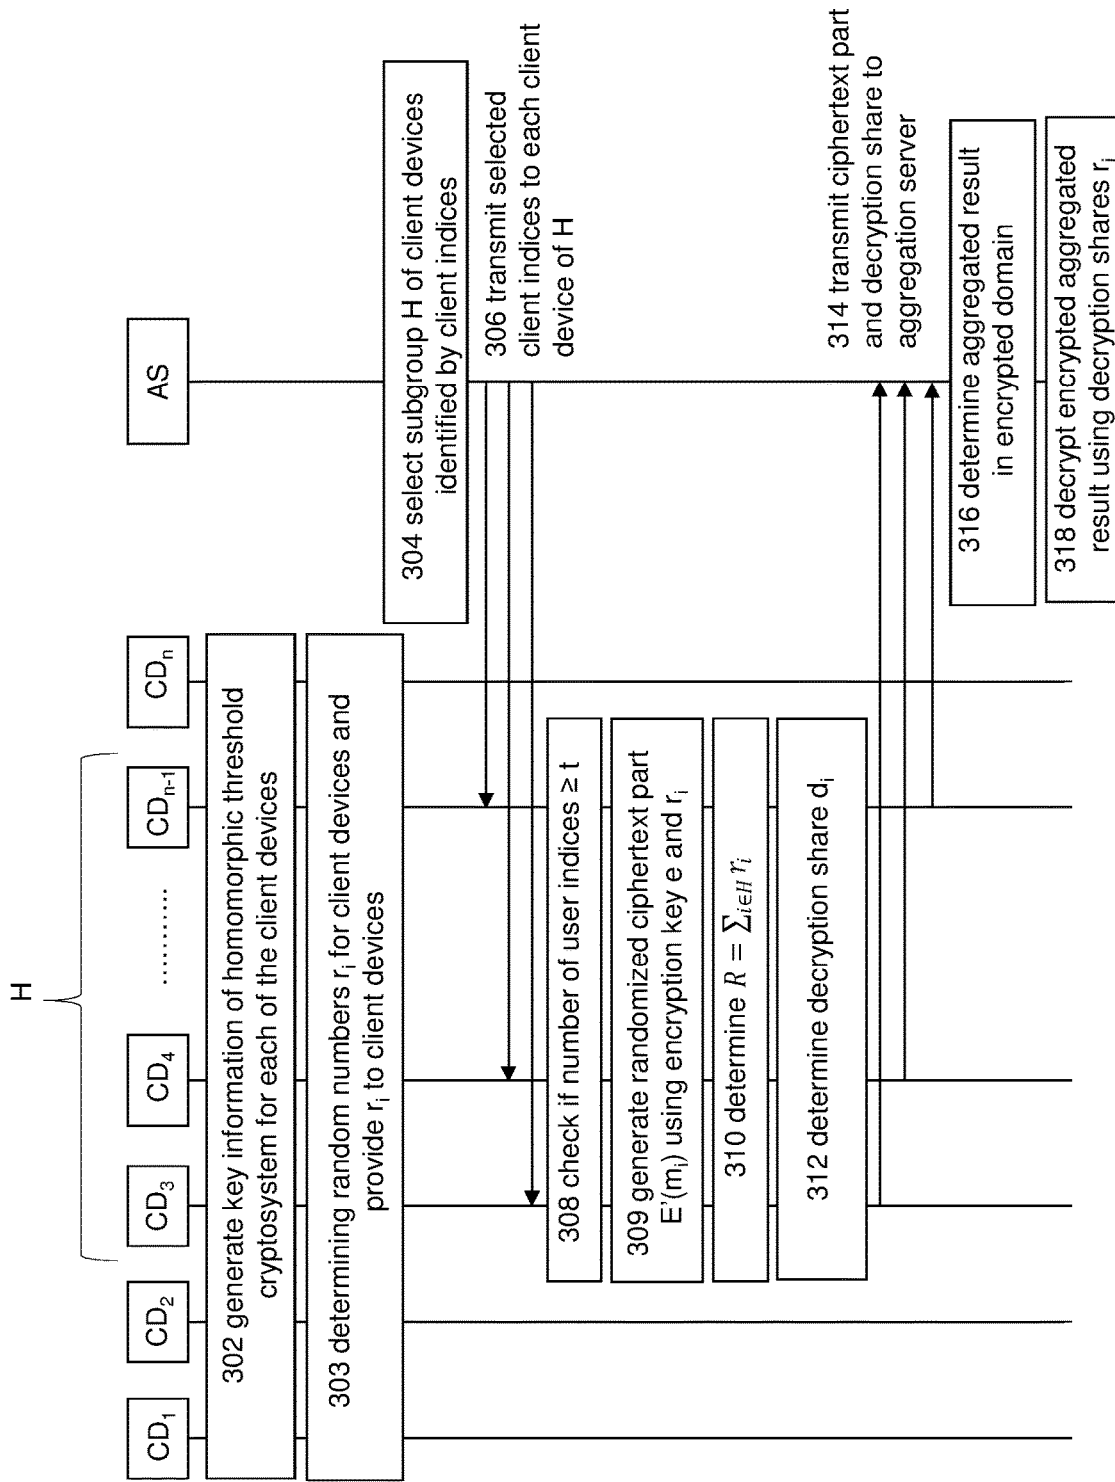 H
CD1
CD2
CD3
CD4
..........
CDn-1
CDn
AS
302 generate key information of homomorphic threshold
cryptosystem for each of the client devices
303 determining random numbers ri for client devices and
provide ri to client devices
304 select subgroup H of client devices
identified by client indices
306 transmit selected
client indices to each client
device of H
308 check if number of user indices ≥ t
309 generate randomized ciphertext part
E'(mi) using encryption key e and ri
310 determine R = ∑i∈H ri
312 determine decryption share di
314 transmit ciphertext part
and decryption share to
aggregation server
316 determine aggregated result
in encrypted domain
318 decrypt encrypted aggregated
result using decryption shares ri